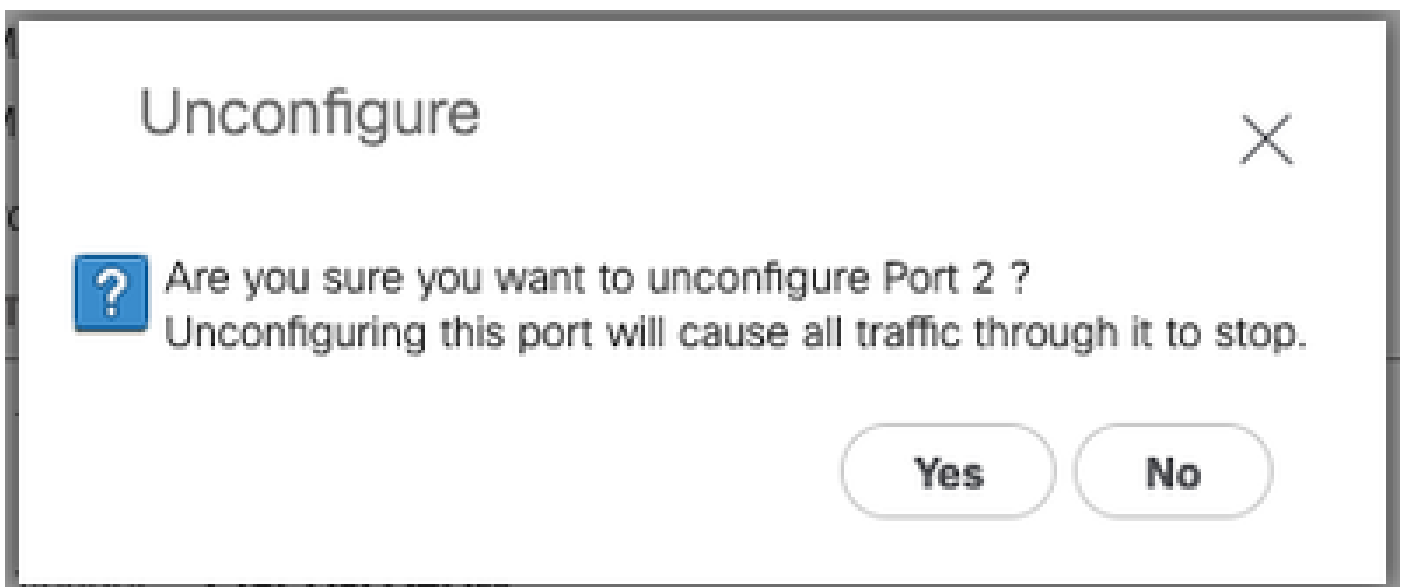 Unconfigure
Are you sure you want to unconfigure Port 2 ?
Unconfiguring this port will cause all traffic through it to stop.
Yes
No